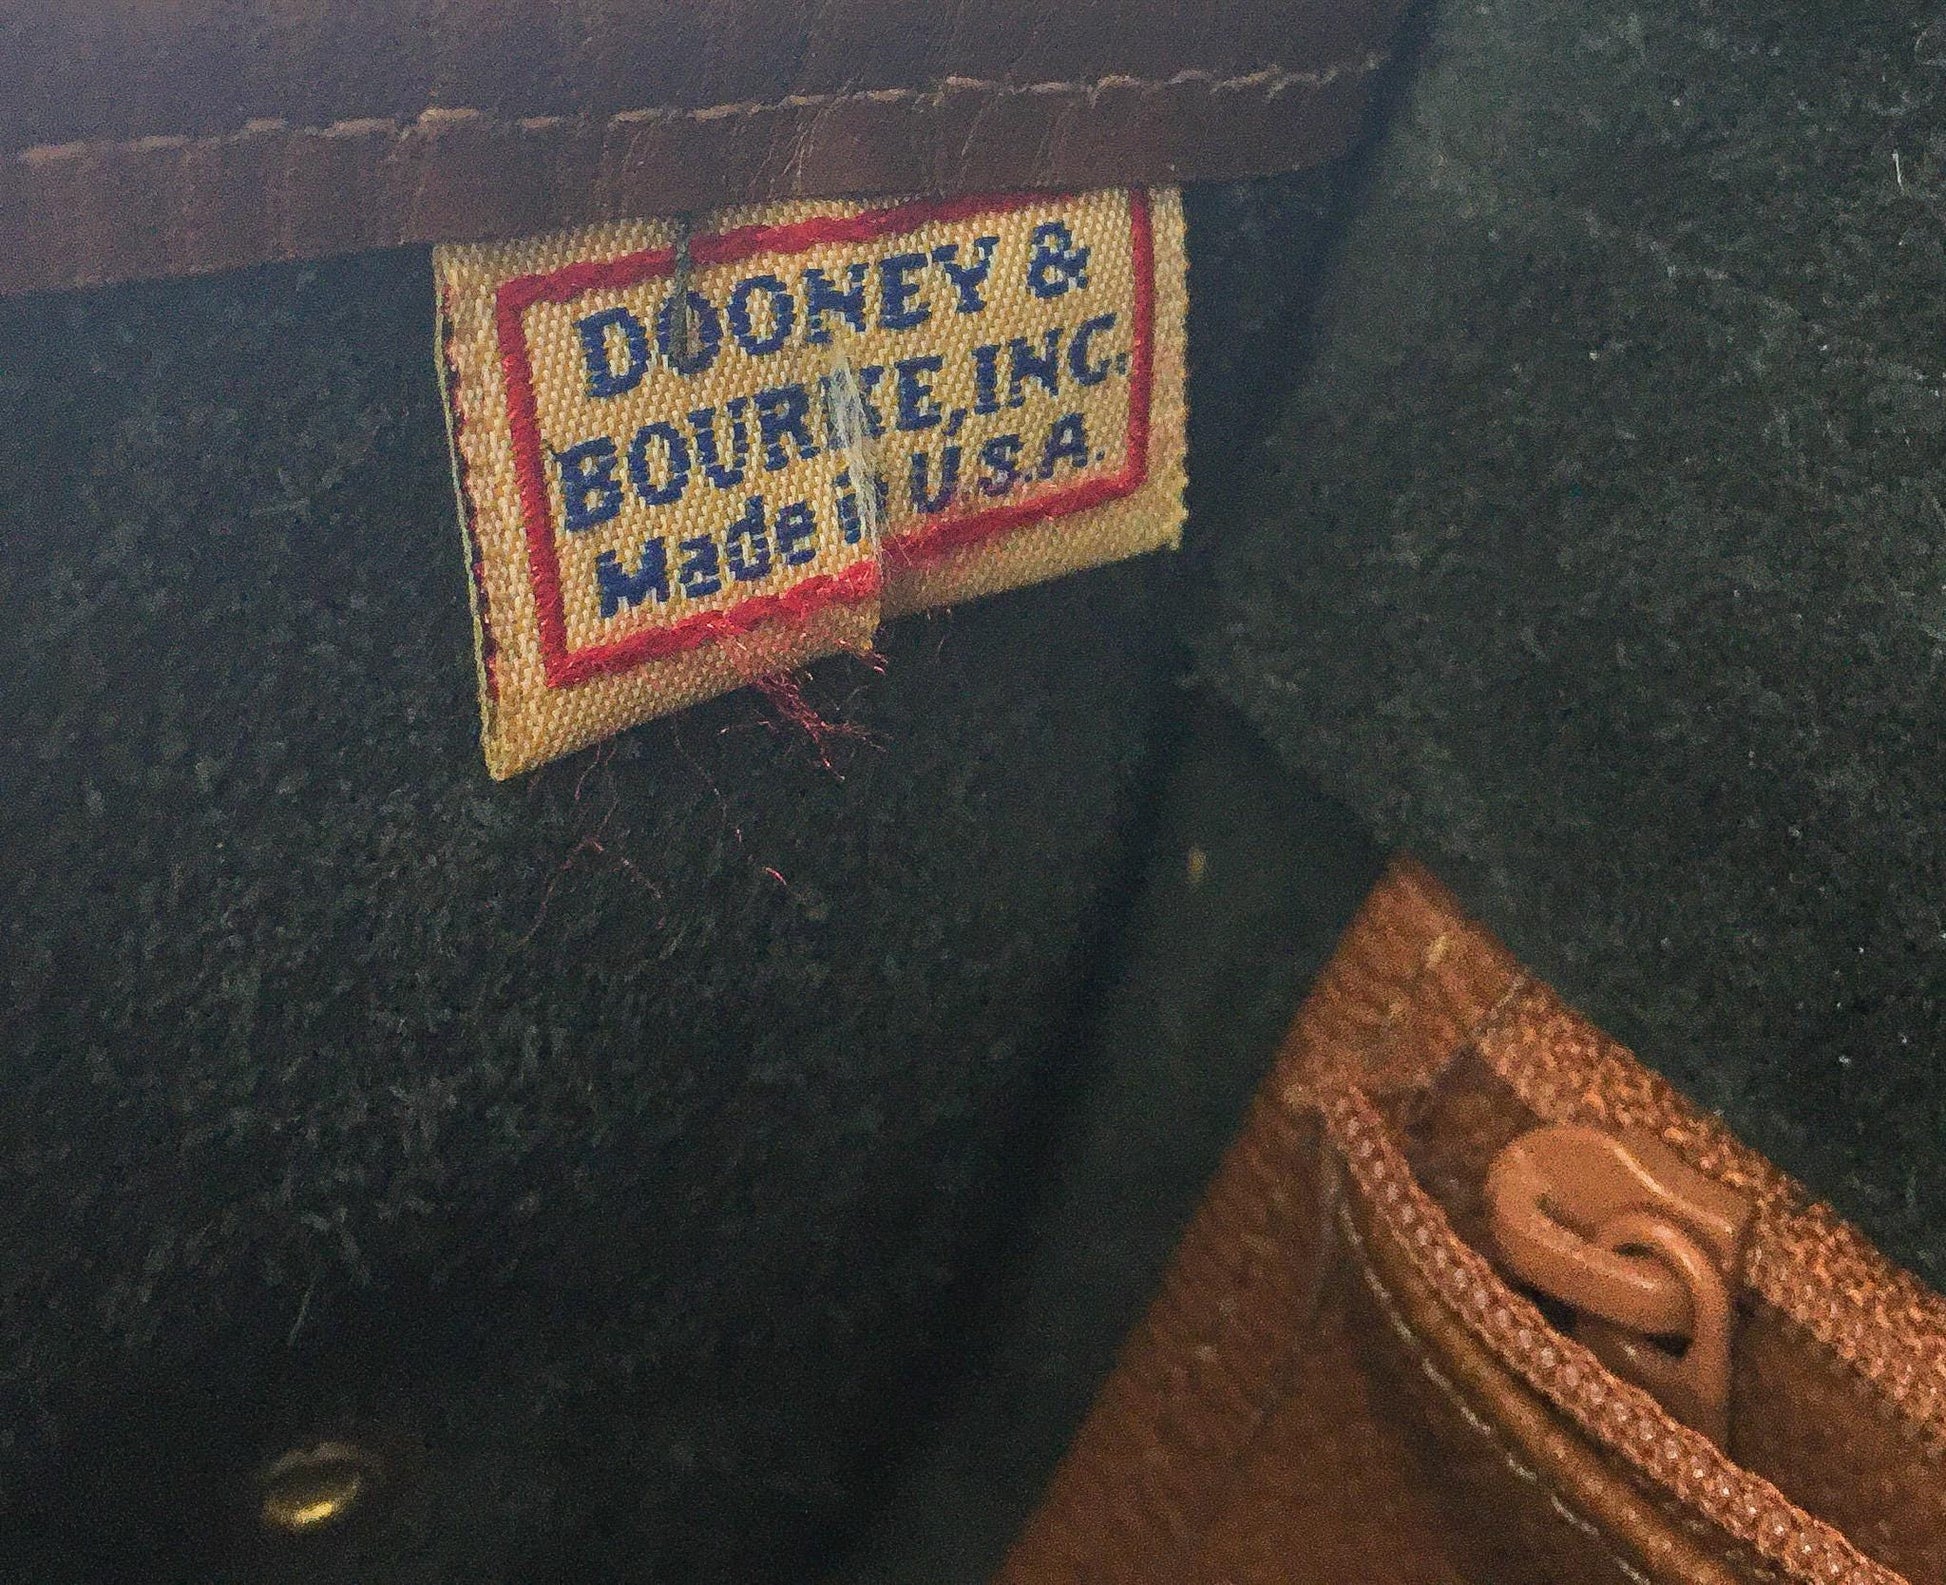 DOONEY &
BOURKE, INC.
Made in U.S.A.